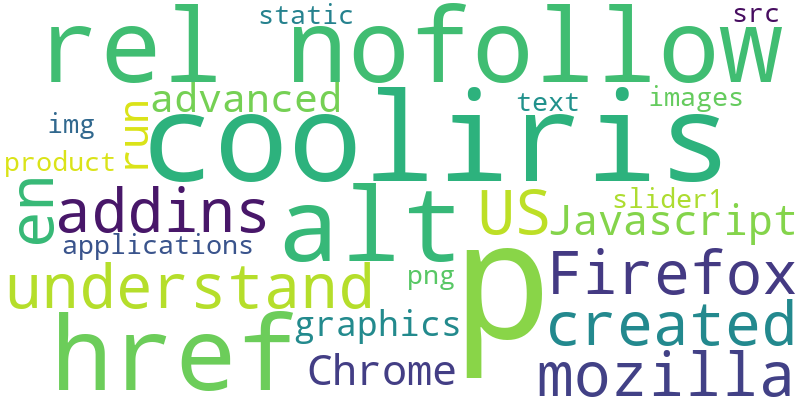 static
src
rel nofollow
advanced
text
images
img
run
cooliris
product
en
addins
alt
US
slider1
Javascript
applications
understand
png
p
Firefox
href
graphics
created
Chrome
mozilla